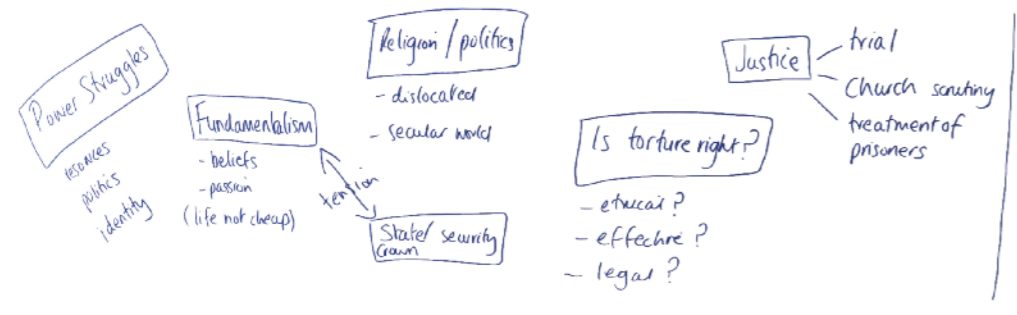 Power Struggles
resources
politics
identity
Fundamentalism
- beliefs
- passion
(life not cheap)
tension
State/ security
Crown
Religion / politics
- dislocated
- secular world
Is torture right?
- ethical?
- effective?
- legal?
Justice
trial
Church scrutiny
treatment of
prisoners